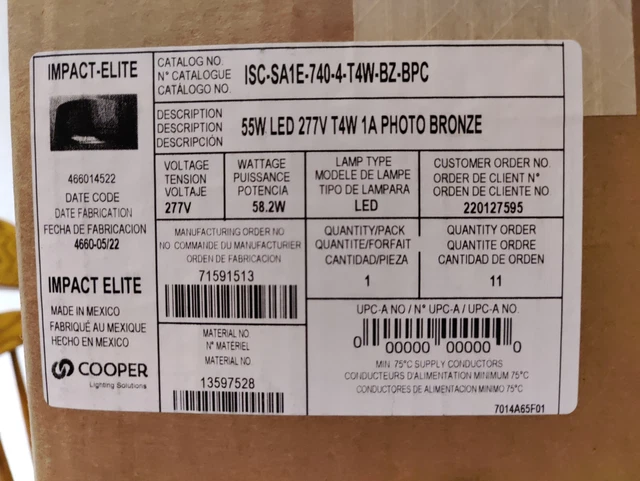 IMPACT-ELITE
466014522
DATE CODE
DATE FABRICATION
FECHA DE FABRICACION
4660-05/22
IMPACT ELITE
MADE IN MEXICO
FABRIQUÉ AU MEXIQUE
HECHO EN MEXICO
COOPER
Lighting Solutions
CATALOG NO.
N° CATALOGUE
CATÁLOGO NO.
ISC-SA1E-740-4-T4W-BZ-BPC
DESCRIPTION
DESCRIPTION
DESCRIPCIÓN
55W LED 277V T4W 1A PHOTO BRONZE
VOLTAGE
TENSION
VOLTAJE
277V
WATTAGE
PUISSANCE
POTENCIA
58.2W
LAMP TYPE
MODELE DE LAMPE
TIPO DE LAMPARA
LED
CUSTOMER ORDER NO.
ORDER DE CLIENT N°
ORDEN DE CLIENTE NO
220127595
MANUFACTURING ORDER NO
NO COMMANDE DU MANUFACTURIER
ORDEN DE FABRICACION
71591513
QUANTITY/PACK
QUANTITE/FORFAIT
CANTIDAD/PIEZA
1
QUANTITY ORDER
QUANTITE ORDRE
CANTIDAD DE ORDEN
11
MATERIAL NO.
N° MATÉRIEL
MATERIAL NO.
13597528
UPC-A NO / N° UPC-A / UPC-A NO.
0 00000 00000 0
MIN 75°C SUPPLY CONDUCTORS
CONDUCTEURS D'ALIMENTATION MINIMUM 75°C
CONDUCTORES DE ALIMENTACION MINIMO 75°C
7014A65F01